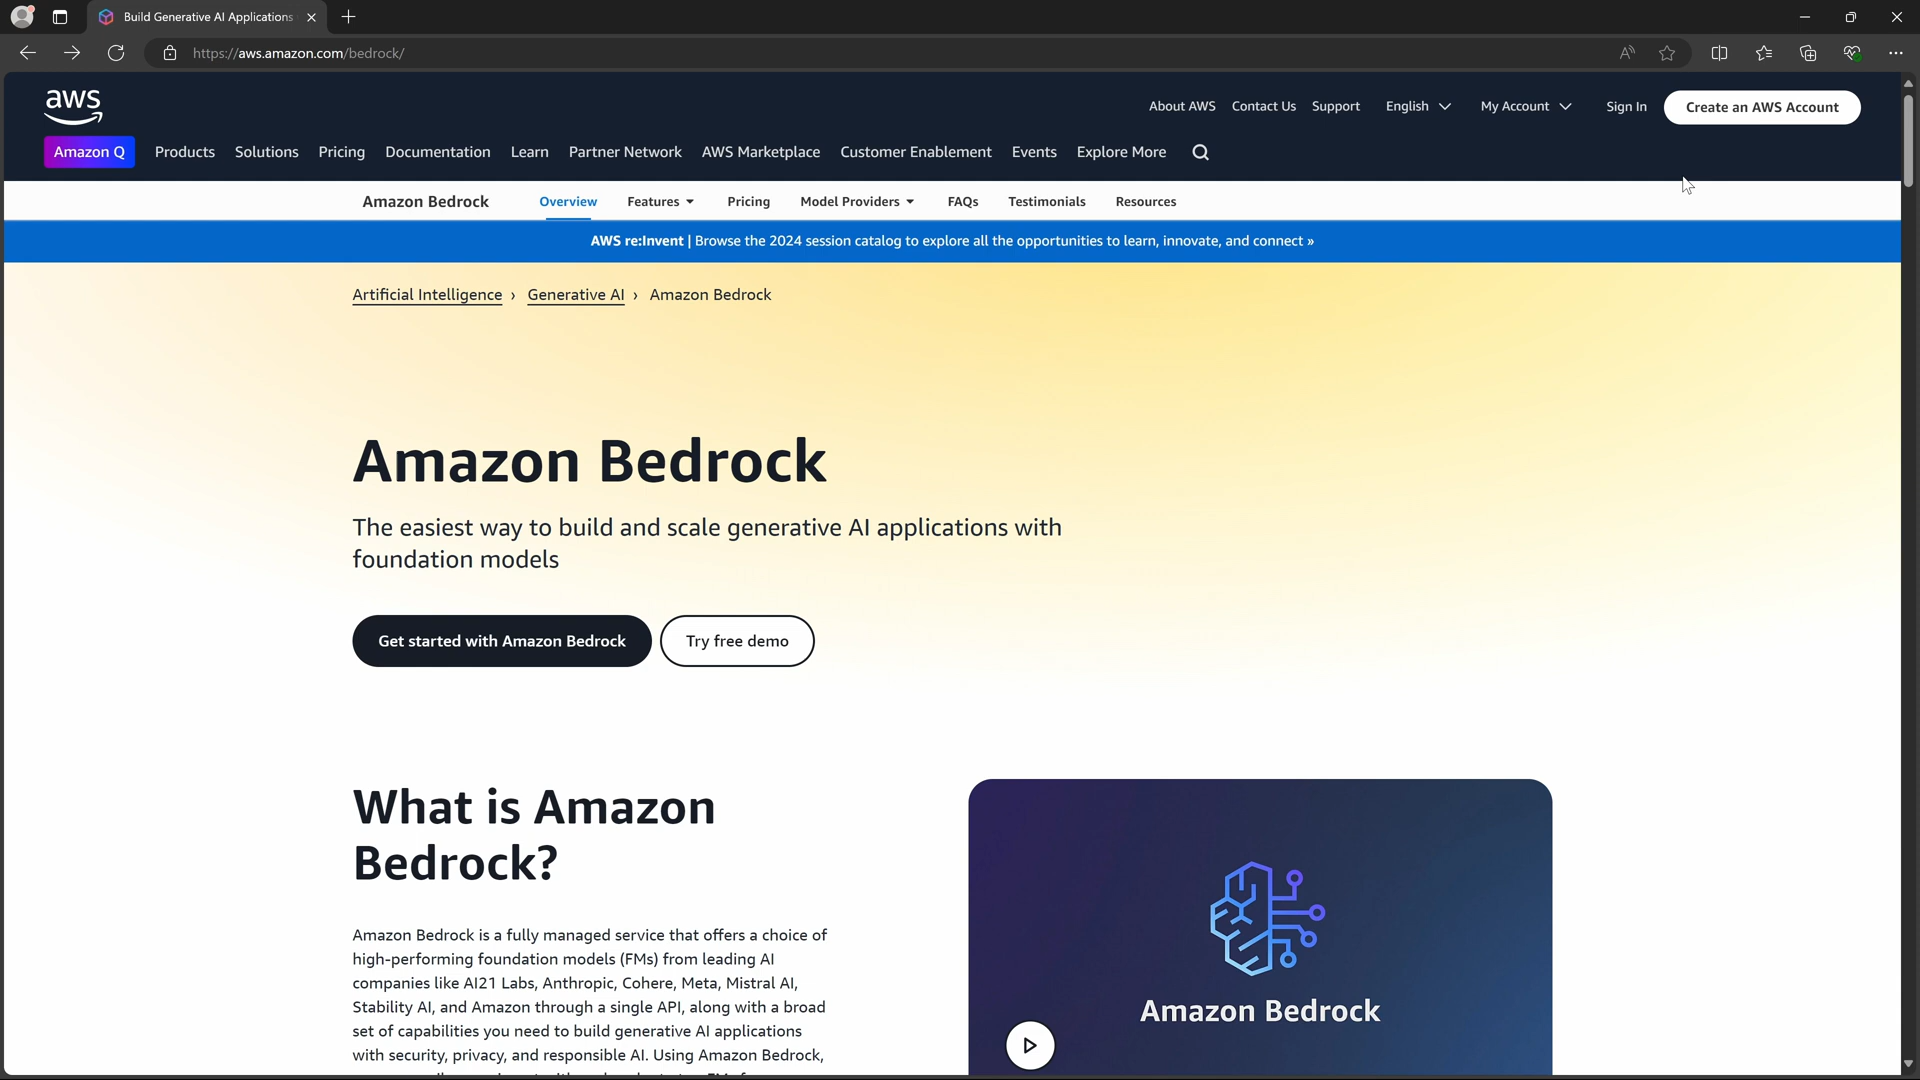 Build Generative AI Applications
https://aws.amazon.com/bedrock/
aws
About AWS Contact Us Support English My Account Sign In Create an AWS Account
Amazon Q Products Solutions Pricing Documentation Learn Partner Network AWS Marketplace Customer Enablement Events Explore More
Amazon Bedrock Overview Features Pricing Model Providers FAQs Testimonials Resources
AWS re:Invent | Browse the 2024 session catalog to explore all the opportunities to learn, innovate, and connect »
Artificial Intelligence › Generative AI › Amazon Bedrock
Amazon Bedrock
The easiest way to build and scale generative AI applications with
foundation models
Get started with Amazon Bedrock Try free demo
What is Amazon
Bedrock?
Amazon Bedrock is a fully managed service that offers a choice of
high-performing foundation models (FMs) from leading AI
companies like AI21 Labs, Anthropic, Cohere, Meta, Mistral AI,
Stability AI, and Amazon through a single API, along with a broad
set of capabilities you need to build generative AI applications
with security, privacy, and responsible AI. Using Amazon Bedrock,
Amazon Bedrock